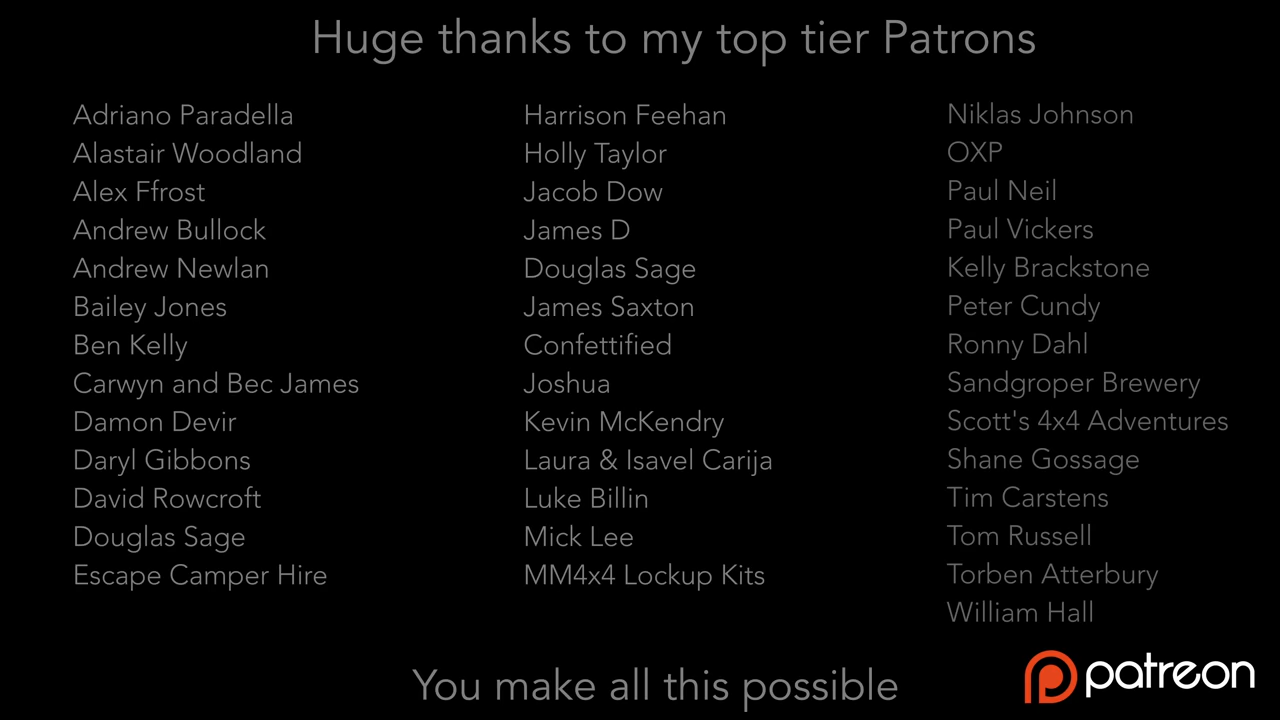 Huge thanks to my top tier Patrons
Adriano Paradella
Alastair Woodland
Alex Ffrost
Andrew Bullock
Andrew Newlan
Bailey Jones
Ben Kelly
Carwyn and Bec James
Damon Devir
Daryl Gibbons
David Rowcroft
Douglas Sage
Escape Camper Hire
Harrison Feehan
Holly Taylor
Jacob Dow
James D
Douglas Sage
James Saxton
Confettified
Joshua
Kevin McKendry
Laura & Isavel Carija
Luke Billin
Mick Lee
MM4x4 Lockup Kits
Niklas Johnson
OXP
Paul Neil
Paul Vickers
Kelly Brackstone
Peter Cundy
Ronny Dahl
Sandgroper Brewery
Scott's 4x4 Adventures
Shane Gossage
Tim Carstens
Tom Russell
Torben Atterbury
William Hall
You make all this possible
patreon